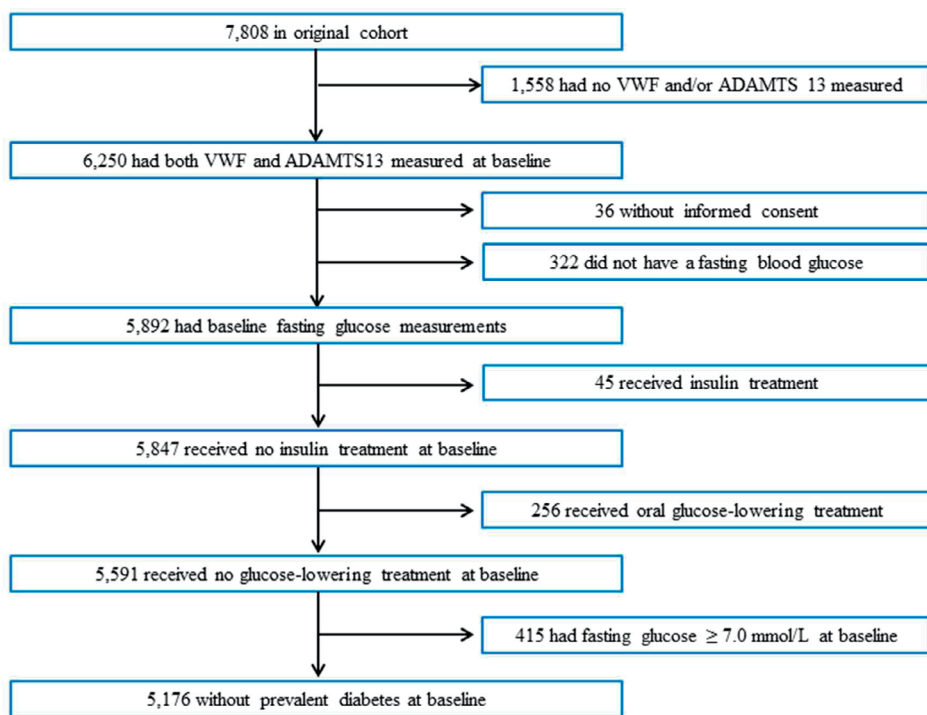 7,808 in original cohort
1,558 had no VWF and/or ADAMTS 13 measured
6,250 had both VWF and ADAMTS13 measured at baseline
36 without informed consent
322 did not have a fasting blood glucose
5,892 had baseline fasting glucose measurements
45 received insulin treatment
5,847 received no insulin treatment at baseline
256 received oral glucose-lowering treatment
5,591 received no glucose-lowering treatment at baseline
415 had fasting glucose ≥ 7.0 mmol/L at baseline
5,176 without prevalent diabetes at baseline